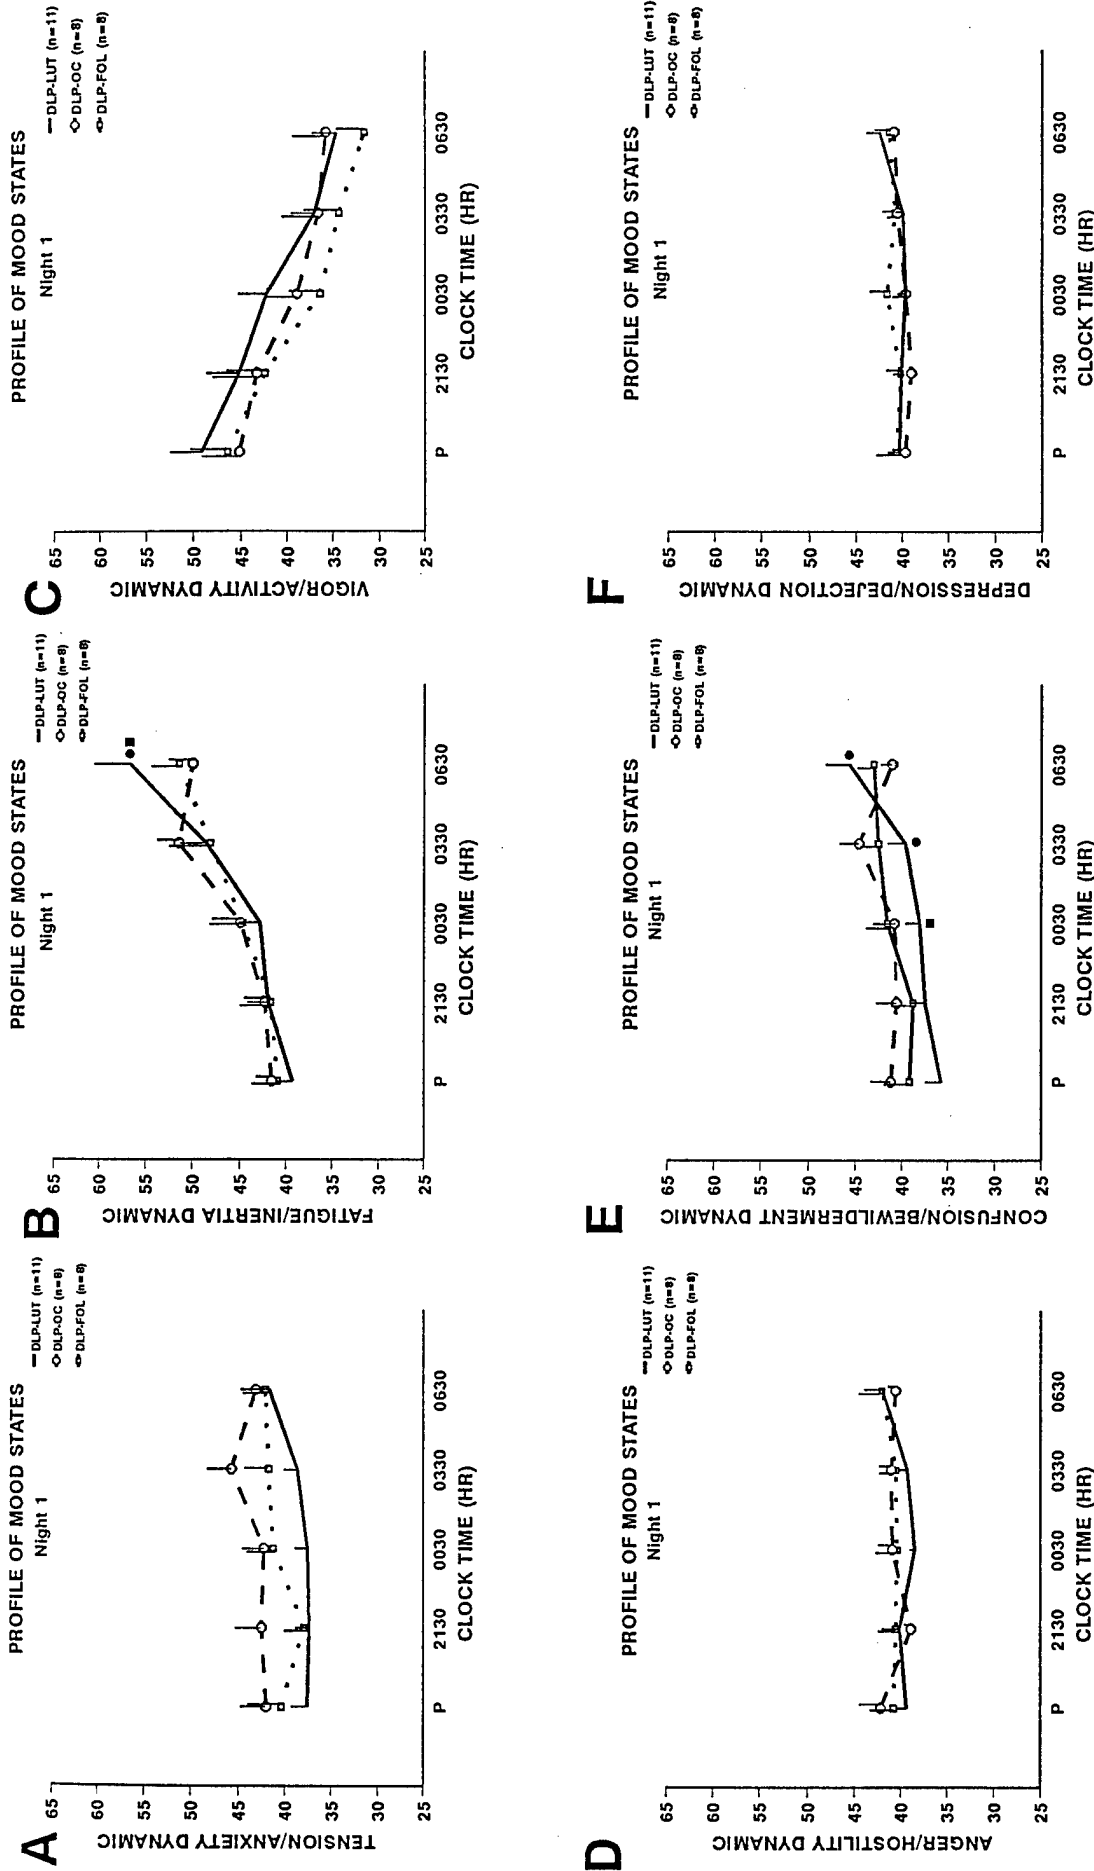 A
PROFILE OF MOOD STATES
Night 1
DLP-LUT (n=11)
DLP-OC (n=8)
DLP-FOL (n=8)
TENSION/ANXIETY DYNAMIC
65
60
55
50
45
40
35
30
25
P 2130 0030 0330 0630
CLOCK TIME (HR)
B
PROFILE OF MOOD STATES
Night 1
DLP-LUT (n=11)
DLP-OC (n=8)
DLP-FOL (n=8)
FATIGUE/INERTIA DYNAMIC
65
60
55
50
45
40
35
30
25
P 2130 0030 0330 0630
CLOCK TIME (HR)
C
PROFILE OF MOOD STATES
Night 1
DLP-LUT (n=11)
DLP-OC (n=8)
DLP-FOL (n=8)
VIGOR/ACTIVITY DYNAMIC
65
60
55
50
45
40
35
30
25
P 2130 0030 0330 0630
CLOCK TIME (HR)
D
PROFILE OF MOOD STATES
Night 1
DLP-LUT (n=11)
DLP-OC (n=8)
DLP-FOL (n=8)
ANGER/HOSTILITY DYNAMIC
65
60
55
50
45
40
35
30
25
P 2130 0030 0330 0630
CLOCK TIME (HR)
E
PROFILE OF MOOD STATES
Night 1
DLP-LUT (n=11)
DLP-OC (n=8)
DLP-FOL (n=8)
CONFUSION/BEWILDERMENT DYNAMIC
65
60
55
50
45
40
35
30
25
P 2130 0030 0330 0630
CLOCK TIME (HR)
F
PROFILE OF MOOD STATES
Night 1
DLP-LUT (n=11)
DLP-OC (n=8)
DLP-FOL (n=8)
DEPRESSION/DEJECTION DYNAMIC
65
60
55
50
45
40
35
30
25
P 2130 0030 0330 0630
CLOCK TIME (HR)